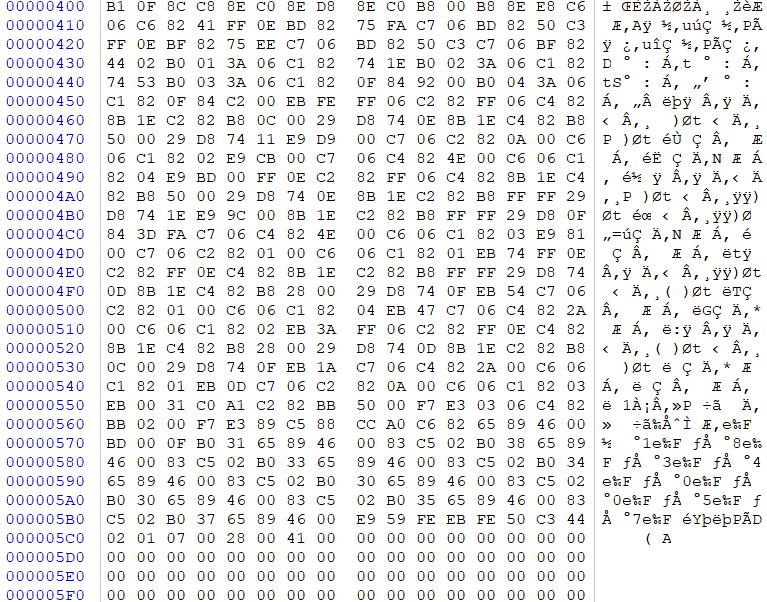 00000400 B1 0F 8C C8 8E C0 8E D8 8E C0 B8 00 B8 8E E8 C6 ± ŒÈŽÀŽØŽÀ¸ ¸ŽèÆ
00000410 06 C6 82 41 FF 0E BD 82 75 FA C7 06 BD 82 50 C3 Æ‚Aÿ ½‚uúÇ ½‚PÃ
00000420 FF 0E BF 82 75 EE C7 06 BD 82 50 C3 C7 06 BF 82 ÿ ¿‚uîÇ ½‚PÃÇ ¿‚
00000430 44 02 B0 01 3A 06 C1 82 74 1E B0 02 3A 06 C1 82 D ° : Á‚t ° : Á‚
00000440 74 53 B0 03 3A 06 C1 82 0F 84 92 00 B0 04 3A 06 tS° : Á‚ „’ ° :
00000450 C1 82 0F 84 C2 00 EB FE FF 06 C2 82 FF 06 C4 82 Á‚ „Â ëþÿ Â‚ÿ Ä‚
00000460 8B 1E C2 82 B8 0C 00 29 D8 74 0E 8B 1E C4 82 B8 ‹ Â‚¸ )Øt ‹ Ä‚¸
00000470 50 00 29 D8 74 11 E9 D9 00 C7 06 C2 82 0A 00 C6 P )Øt éÙ Ç Â‚ Æ
00000480 06 C1 82 02 E9 CB 00 C7 06 C4 82 4E 00 C6 06 C1 Á‚ éË Ç Ä‚N Æ Á
00000490 82 04 E9 BD 00 FF 0E C2 82 FF 06 C4 82 8B 1E C4 ‚ é½ ÿ Â‚ÿ Ä‚‹ Ä
000004A0 82 B8 50 00 29 D8 74 0E 8B 1E C2 82 B8 FF FF 29 ‚¸P )Øt ‹ Â‚¸ÿÿ)
000004B0 D8 74 1E E9 9C 00 8B 1E C2 82 B8 FF FF 29 D8 0F Øt éœ ‹ Â‚¸ÿÿ)Ø
000004C0 84 3D FA C7 06 C4 82 4E 00 C6 06 C1 82 03 E9 81 „=úÇ Ä‚N Æ Á‚ é
000004D0 00 C7 06 C2 82 01 00 C6 06 C1 82 01 EB 74 FF 0E Ç Â‚ Æ Á‚ ëtÿ
000004E0 C2 82 FF 0E C4 82 8B 1E C2 82 B8 FF FF 29 D8 74 Â‚ÿ Ä‚‹ Â‚¸ÿÿ)Øt
000004F0 0D 8B 1E C4 82 B8 28 00 29 D8 74 0F EB 54 C7 06 ‹ Ä‚¸( )Øt ëTÇ
00000500 C2 82 01 00 C6 06 C1 82 04 EB 47 C7 06 C4 82 2A Â‚ Æ Á‚ ëGÇ Ä‚*
00000510 00 C6 06 C1 82 02 EB 3A FF 06 C2 82 FF 0E C4 82 Æ Á‚ ë:ÿ Â‚ÿ Ä‚
00000520 8B 1E C4 82 B8 28 00 29 D8 74 0D 8B 1E C2 82 B8 ‹ Ä‚¸( )Øt ‹ Â‚¸
00000530 0C 00 29 D8 74 0F EB 1A C7 06 C4 82 2A 00 C6 06 )Øt ë Ç Ä‚* Æ
00000540 C1 82 01 EB 0D C7 06 C2 82 0A 00 C6 06 C1 82 03 Á‚ ë Ç Â‚ Æ Á‚
00000550 EB 00 31 C0 A1 C2 82 BB 50 00 F7 E3 03 06 C4 82 ë 1À¡Â‚»P ÷ã Ä‚
00000560 BB 02 00 F7 E3 89 C5 88 CC A0 C6 82 65 89 46 00 » ÷ã‰ÅˆÌ Æ‚e‰F
00000570 BD 00 0F B0 31 65 89 46 00 83 C5 02 B0 38 65 89 ½ °1e‰F ƒÅ °8e‰
00000580 46 00 83 C5 02 B0 33 65 89 46 00 83 C5 02 B0 34 F ƒÅ °3e‰F ƒÅ °4
00000590 65 89 46 00 83 C5 02 B0 30 65 89 46 00 83 C5 02 e‰F ƒÅ °0e‰F ƒÅ
000005A0 B0 30 65 89 46 00 83 C5 02 B0 35 65 89 46 00 83 °0e‰F ƒÅ °5e‰F ƒ
000005B0 C5 02 B0 37 65 89 46 00 E9 59 FE EB FE 50 C3 44 Å °7e‰F éYþëþPÃD
000005C0 02 01 07 00 28 00 41 00 00 00 00 00 00 00 00 00 ( A
000005D0 00 00 00 00 00 00 00 00 00 00 00 00 00 00 00 00
000005E0 00 00 00 00 00 00 00 00 00 00 00 00 00 00 00 00
000005F0 00 00 00 00 00 00 00 00 00 00 00 00 00 00 00 00